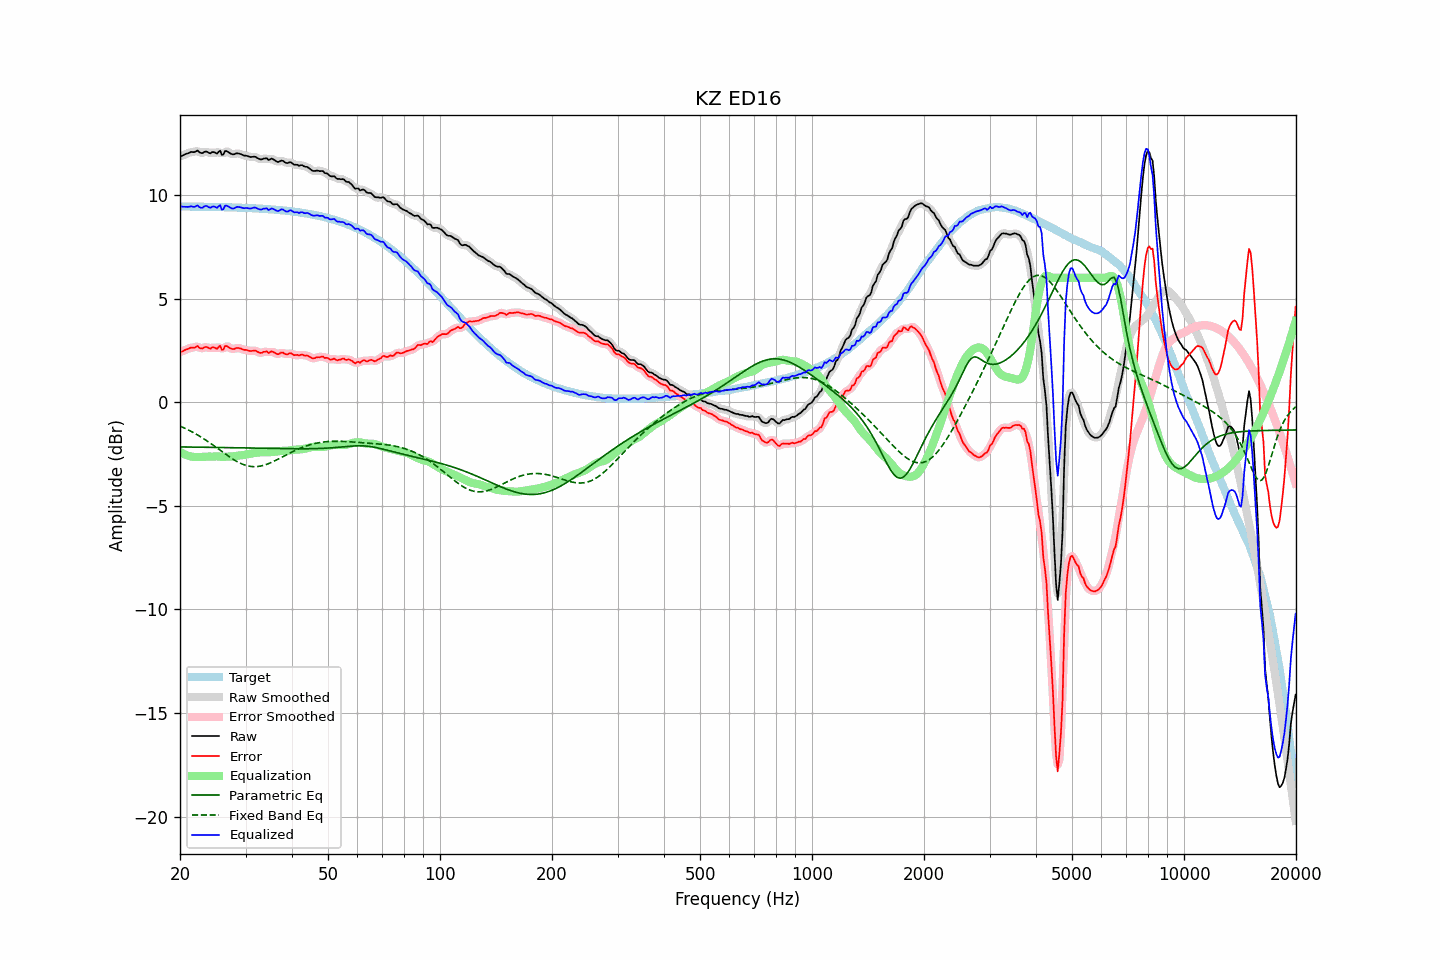 KZ ED16
Amplitude (dBr)
10
5
0
−5
−10
−15
−20
Target
Raw Smoothed
Error Smoothed
Raw
Error
Equalization
Parametric Eq
Fixed Band Eq
Equalized
20 50 100 200 500 1000 2000 5000 10000 20000
Frequency (Hz)